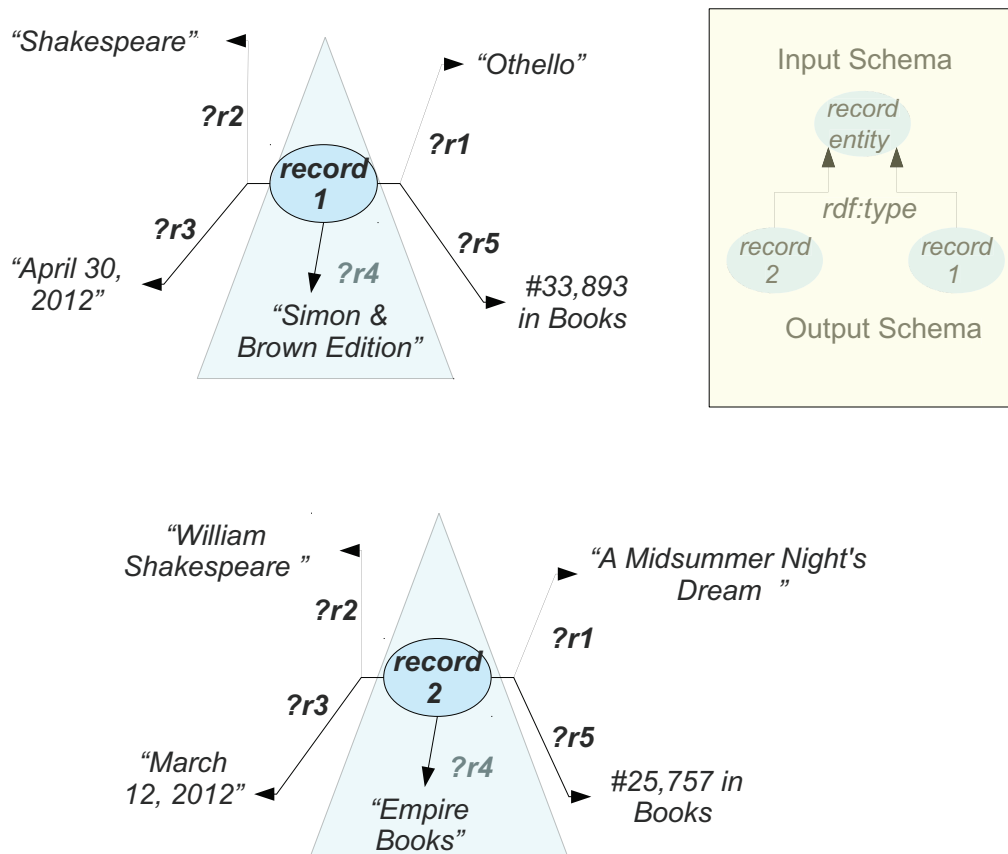 “Shakespeare”
“Othello”
?r2
?r1
record
1
?r3
?r5
“April 30,
2012”
?r4
#33,893
in Books
“Simon &
Brown Edition”
Input Schema
record
entity
rdf:type
record
2
record
1
Output Schema
“William
Shakespeare ”
“A Midsummer Night's
Dream ”
?r2
?r1
record
2
?r3
?r5
“March
12, 2012”
?r4
#25,757 in
Books
“Empire
Books”